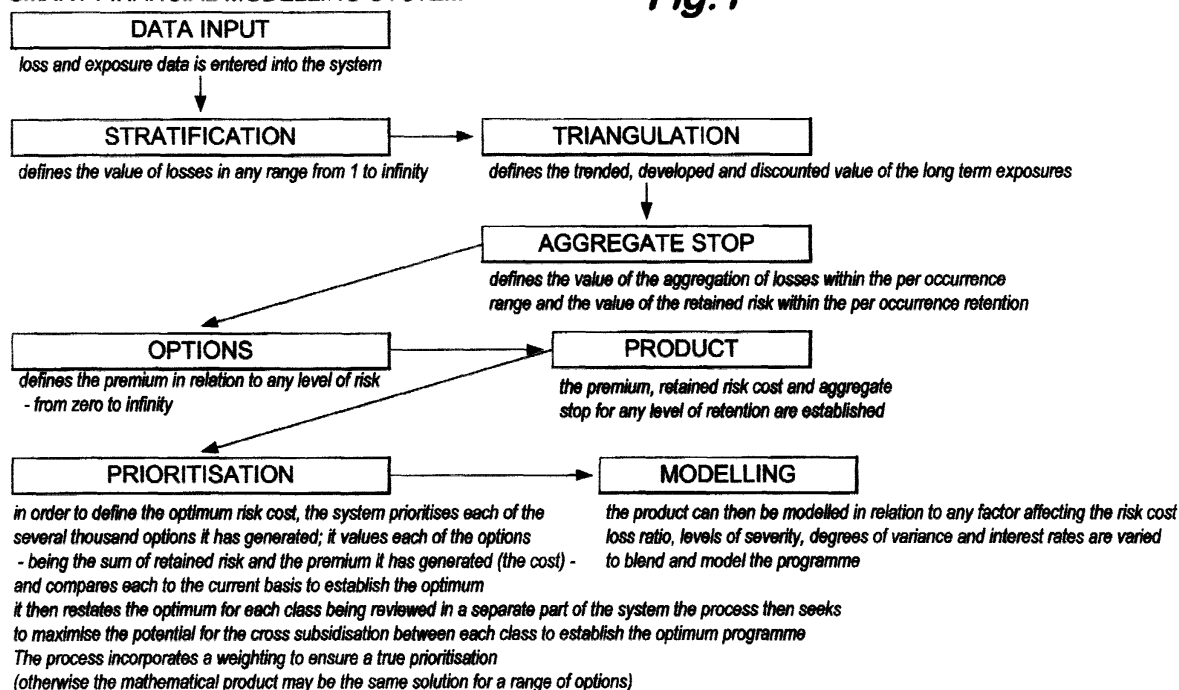 Fig.1
DATA INPUT
loss and exposure data is entered into the system
STRATIFICATION
defines the value of losses in any range from 1 to infinity
TRIANGULATION
defines the trended, developed and discounted value of the long term exposures
AGGREGATE STOP
defines the value of the aggregation of losses within the per occurrence
range and the value of the retained risk within the per occurrence retention
OPTIONS
defines the premium in relation to any level of risk
- from zero to infinity
PRODUCT
the premium, retained risk cost and aggregate
stop for any level of retention are established
PRIORITISATION
in order to define the optimum risk cost, the system prioritises each of the
several thousand options it has generated; it values each of the options
- being the sum of retained risk and the premium it has generated (the cost) -
and compares each to the current basis to establish the optimum
it then restates the optimum for each class being reviewed in a separate part of the system the process then seeks
to maximise the potential for the cross subsidisation between each class to establish the optimum programme
The process incorporates a weighting to ensure a true prioritisation
(otherwise the mathematical product may be the same solution for a range of options)
MODELLING
the product can then be modelled in relation to any factor affecting the risk cost
loss ratio, levels of severity, degrees of variance and interest rates are varied
to blend and model the programme